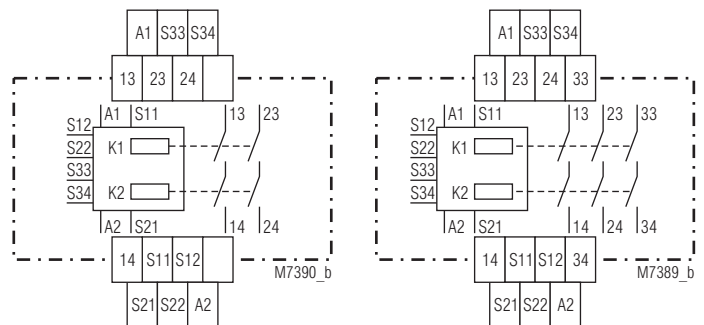 A1 S33 S34
13 23 24
A1 S11 13 23
S12
K1
S22
S33
K2
S34
A2 S21 14 24
14 S11 S12
M7390_b
S21 S22 A2
A1 S33 S34
13 23 24 33
A1 S11 13 23 33
S12
K1
S22
S33
K2
S34
A2 S21 14 24 34
14 S11 S12 34
M7389_b
S21 S22 A2